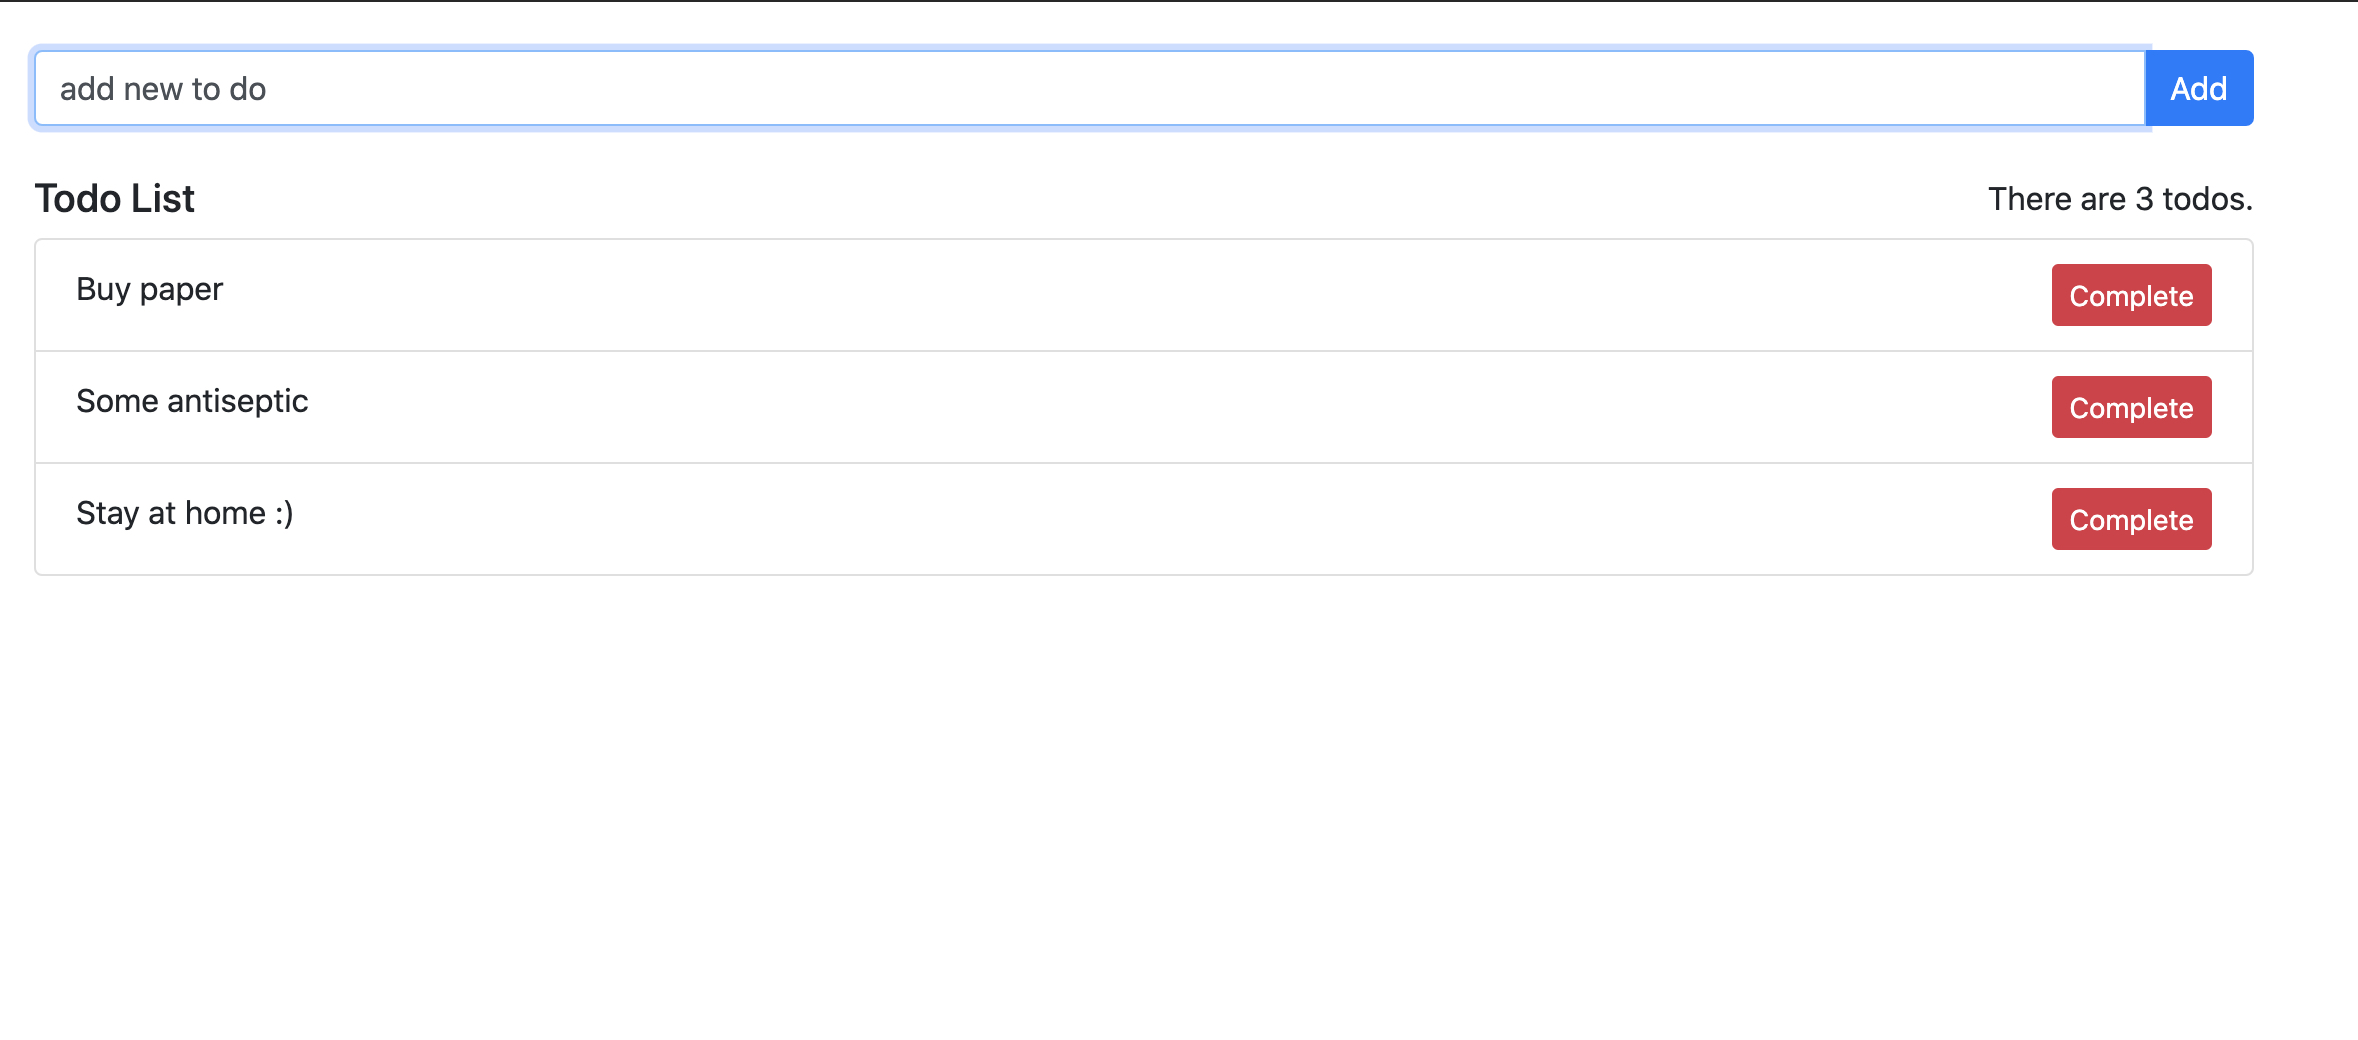 add new to do Add
Todo List There are 3 todos.
Buy paper Complete
Some antiseptic Complete
Stay at home :) Complete